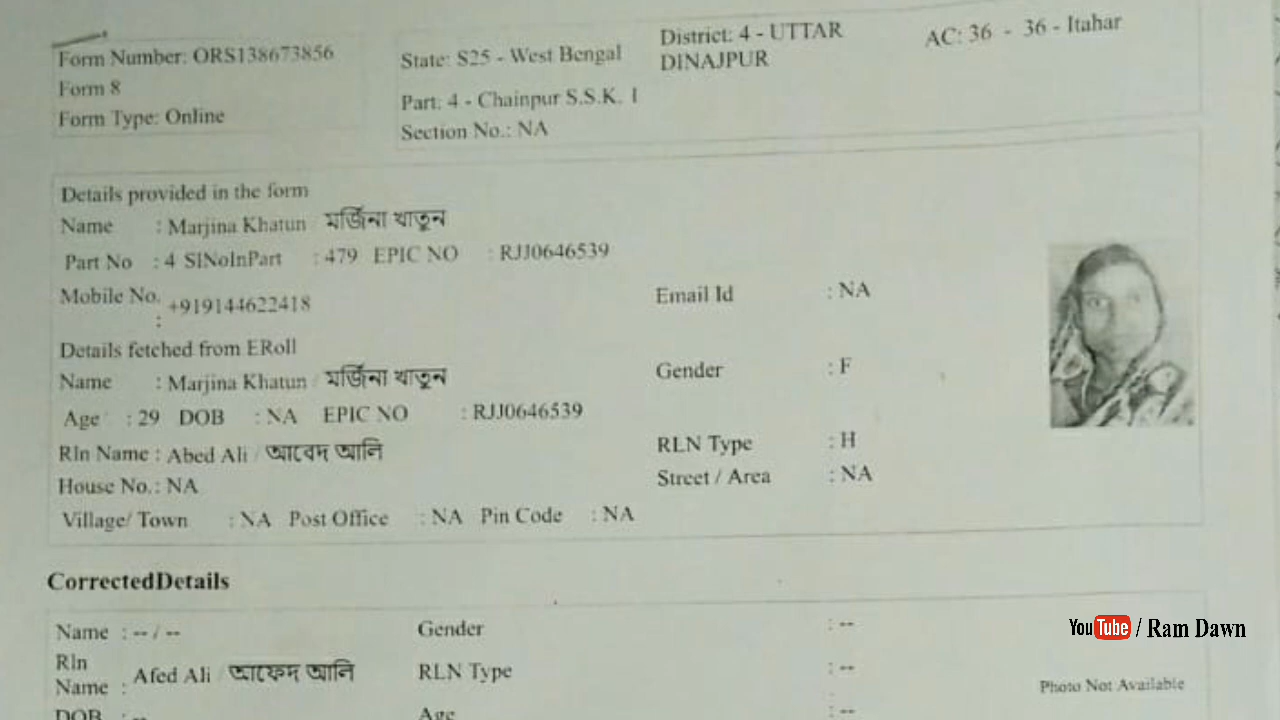 Form Number: ORS138673856
Form 8
Form Type: Online
State: S25 - West Bengal
Part: 4 - Chainpur S.S.K. I
Section No.: NA
District: 4 - UTTAR
DINAJPUR
AC: 36 - 36 - Itahar
Details provided in the form
Name : Marjina Khatun / মর্জিনা খাতুন
Part No : 4 SlNoInPart : 479 EPIC NO : RJJ0646539
Mobile No. : +919144622418 Email Id : NA
Details fetched from ERoll
Name : Marjina Khatun / মর্জিনা খাতুন Gender : F
Age : 29 DOB : NA EPIC NO : RJJ0646539
Rln Name : Abed Ali / আবেদ আলি RLN Type : H
House No.: NA Street / Area : NA
Village/ Town : NA Post Office : NA Pin Code : NA
CorrectedDetails
Name : -- / -- Gender : --
Rln Name : Afed Ali / আফেদ আলি RLN Type : --
DOB : -- Age : --
Photo Not Available
YouTube / Ram Dawn